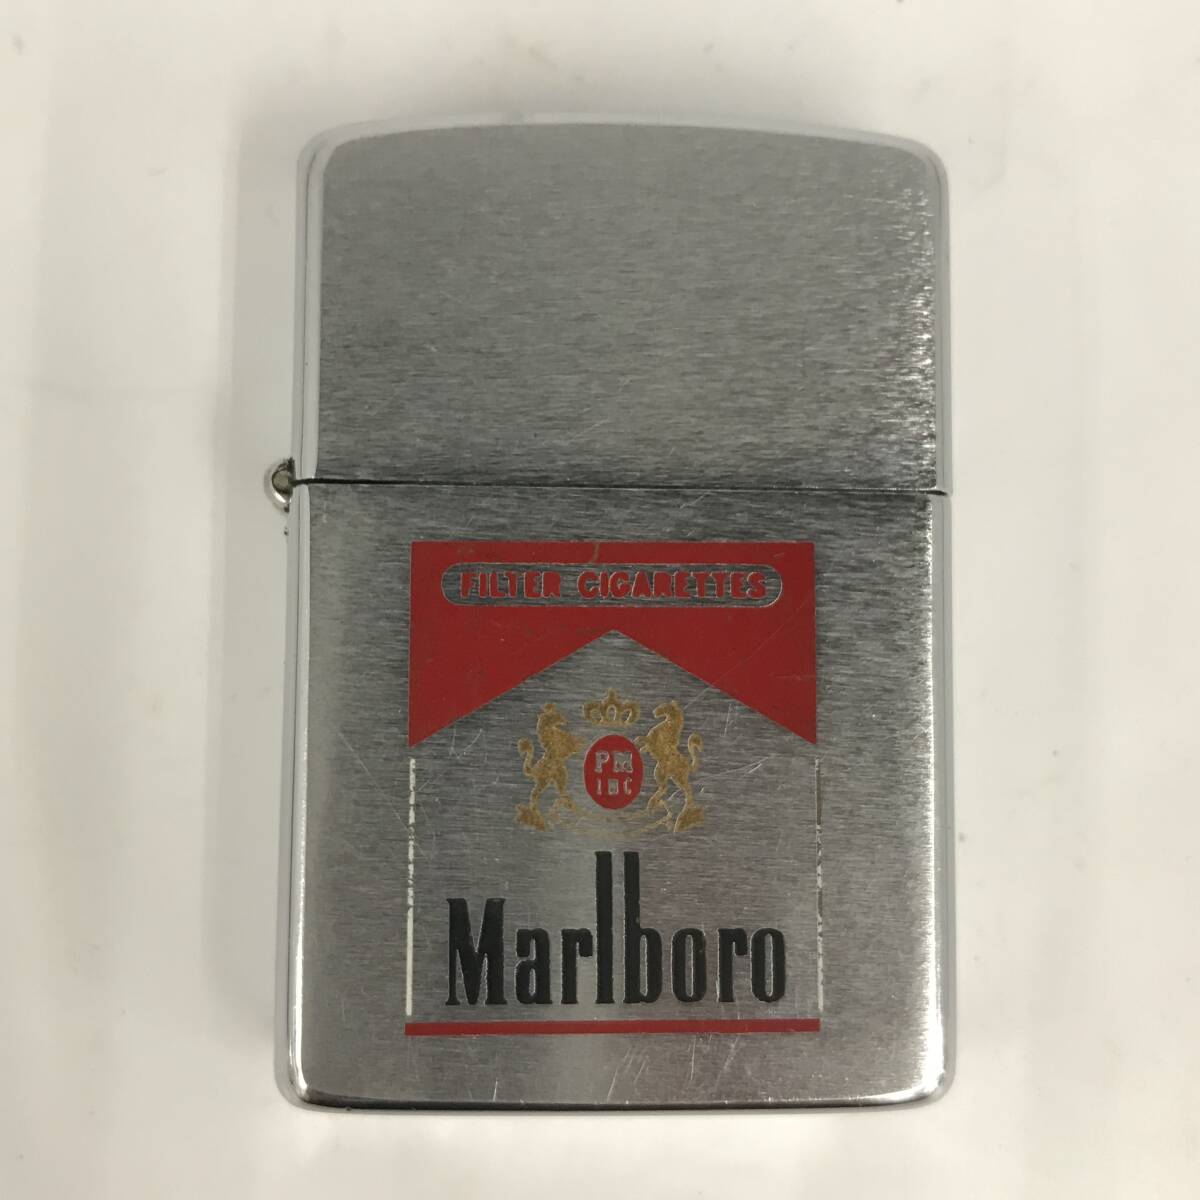 FILTER CIGARETTES
PM
INC
Marlboro